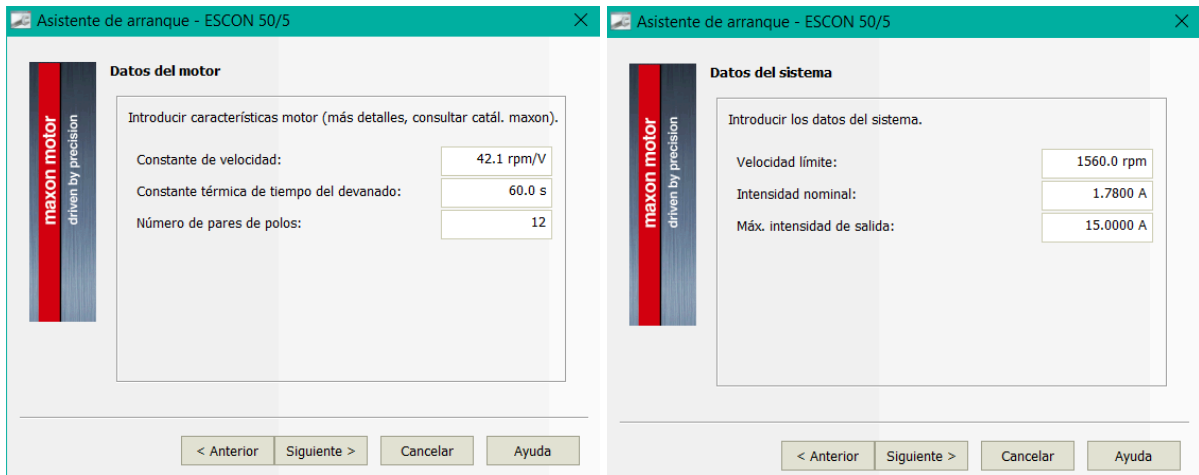 Asistente de arranque - ESCON 50/5
maxon motor
driven by precision
Datos del motor
Introducir características motor (más detalles, consultar catál. maxon).
Constante de velocidad: 42.1 rpm/V
Constante térmica de tiempo del devanado: 60.0 s
Número de pares de polos: 12
< Anterior Siguiente > Cancelar Ayuda
Asistente de arranque - ESCON 50/5
maxon motor
driven by precision
Datos del sistema
Introducir los datos del sistema.
Velocidad límite: 1560.0 rpm
Intensidad nominal: 1.7800 A
Máx. intensidad de salida: 15.0000 A
< Anterior Siguiente > Cancelar Ayuda